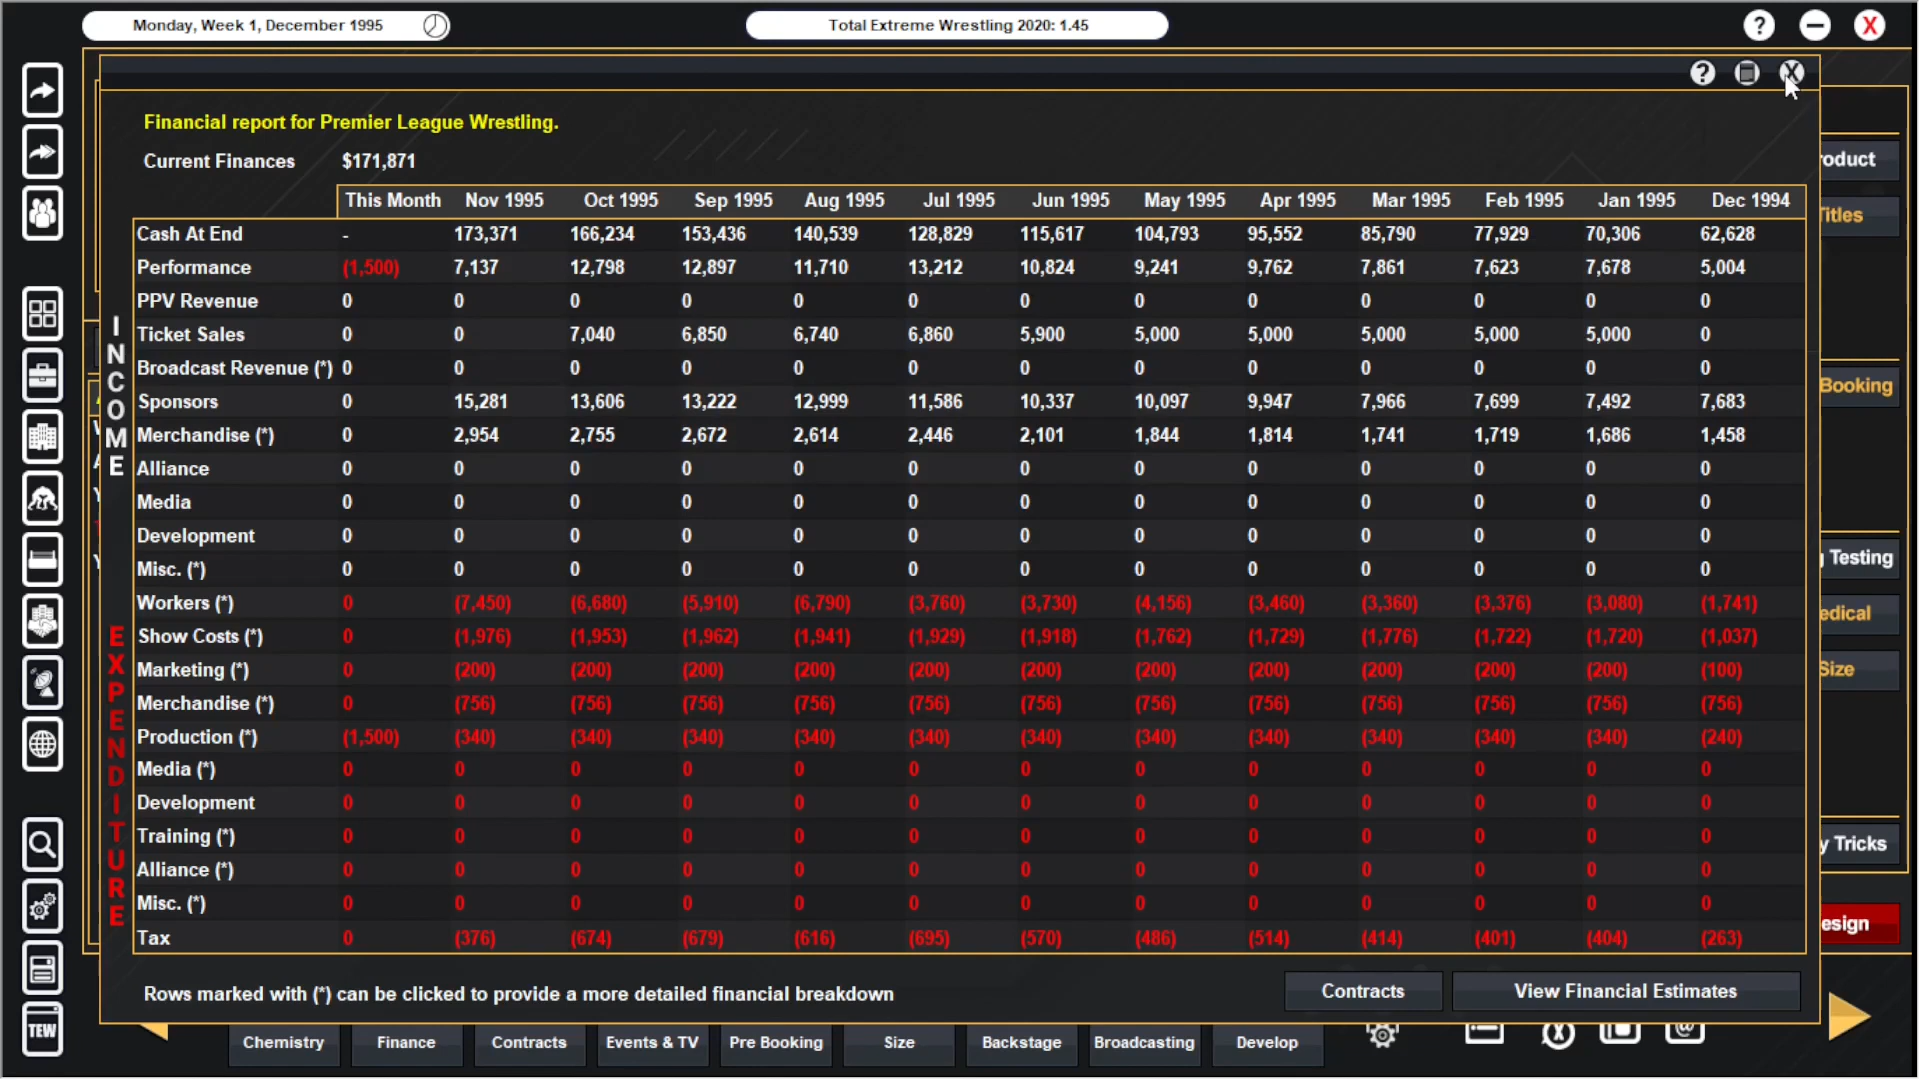 Monday, Week 1, December 1995
Total Extreme Wrestling 2020: 1.45
?
X
?
X
Financial report for Premier League Wrestling.
Current Finances $171,871
This Month Nov 1995 Oct 1995 Sep 1995 Aug 1995 Jul 1995 Jun 1995 May 1995 Apr 1995 Mar 1995 Feb 1995 Jan 1995 Dec 1994
INCOME
Cash At End - 173,371 166,234 153,436 140,539 128,829 115,617 104,793 95,552 85,790 77,929 70,306 62,628
Performance (1,500) 7,137 12,798 12,897 11,710 13,212 10,824 9,241 9,762 7,861 7,623 7,678 5,004
PPV Revenue 0 0 0 0 0 0 0 0 0 0 0 0 0
Ticket Sales 0 0 7,040 6,850 6,740 6,860 5,900 5,000 5,000 5,000 5,000 5,000 0
Broadcast Revenue (*) 0 0 0 0 0 0 0 0 0 0 0 0 0
Sponsors 0 15,281 13,606 13,222 12,999 11,586 10,337 10,097 9,947 7,966 7,699 7,492 7,683
Merchandise (*) 0 2,954 2,755 2,672 2,614 2,446 2,101 1,844 1,814 1,741 1,719 1,686 1,458
Alliance 0 0 0 0 0 0 0 0 0 0 0 0 0
Media 0 0 0 0 0 0 0 0 0 0 0 0 0
Development 0 0 0 0 0 0 0 0 0 0 0 0 0
Misc. (*) 0 0 0 0 0 0 0 0 0 0 0 0 0
EXPENDITURE
Workers (*) 0 (7,450) (6,680) (5,910) (6,790) (3,760) (3,730) (4,156) (3,460) (3,360) (3,376) (3,080) (1,741)
Show Costs (*) 0 (1,976) (1,953) (1,962) (1,941) (1,929) (1,918) (1,762) (1,729) (1,776) (1,722) (1,720) (1,037)
Marketing (*) 0 (200) (200) (200) (200) (200) (200) (200) (200) (200) (200) (200) (100)
Merchandise (*) 0 (756) (756) (756) (756) (756) (756) (756) (756) (756) (756) (756) (756)
Production (*) (1,500) (340) (340) (340) (340) (340) (340) (340) (340) (340) (340) (340) (240)
Media (*) 0 0 0 0 0 0 0 0 0 0 0 0 0
Development 0 0 0 0 0 0 0 0 0 0 0 0 0
Training (*) 0 0 0 0 0 0 0 0 0 0 0 0 0
Alliance (*) 0 0 0 0 0 0 0 0 0 0 0 0 0
Misc. (*) 0 0 0 0 0 0 0 0 0 0 0 0 0
Tax 0 (376) (674) (679) (616) (695) (570) (486) (514) (414) (401) (404) (263)
Rows marked with (*) can be clicked to provide a more detailed financial breakdown
Contracts
View Financial Estimates
oduct
Titles
Booking
Testing
edical
Size
y Tricks
esign
TEW
Chemistry Finance Contracts Events & TV Pre Booking Size Backstage Broadcasting Develop